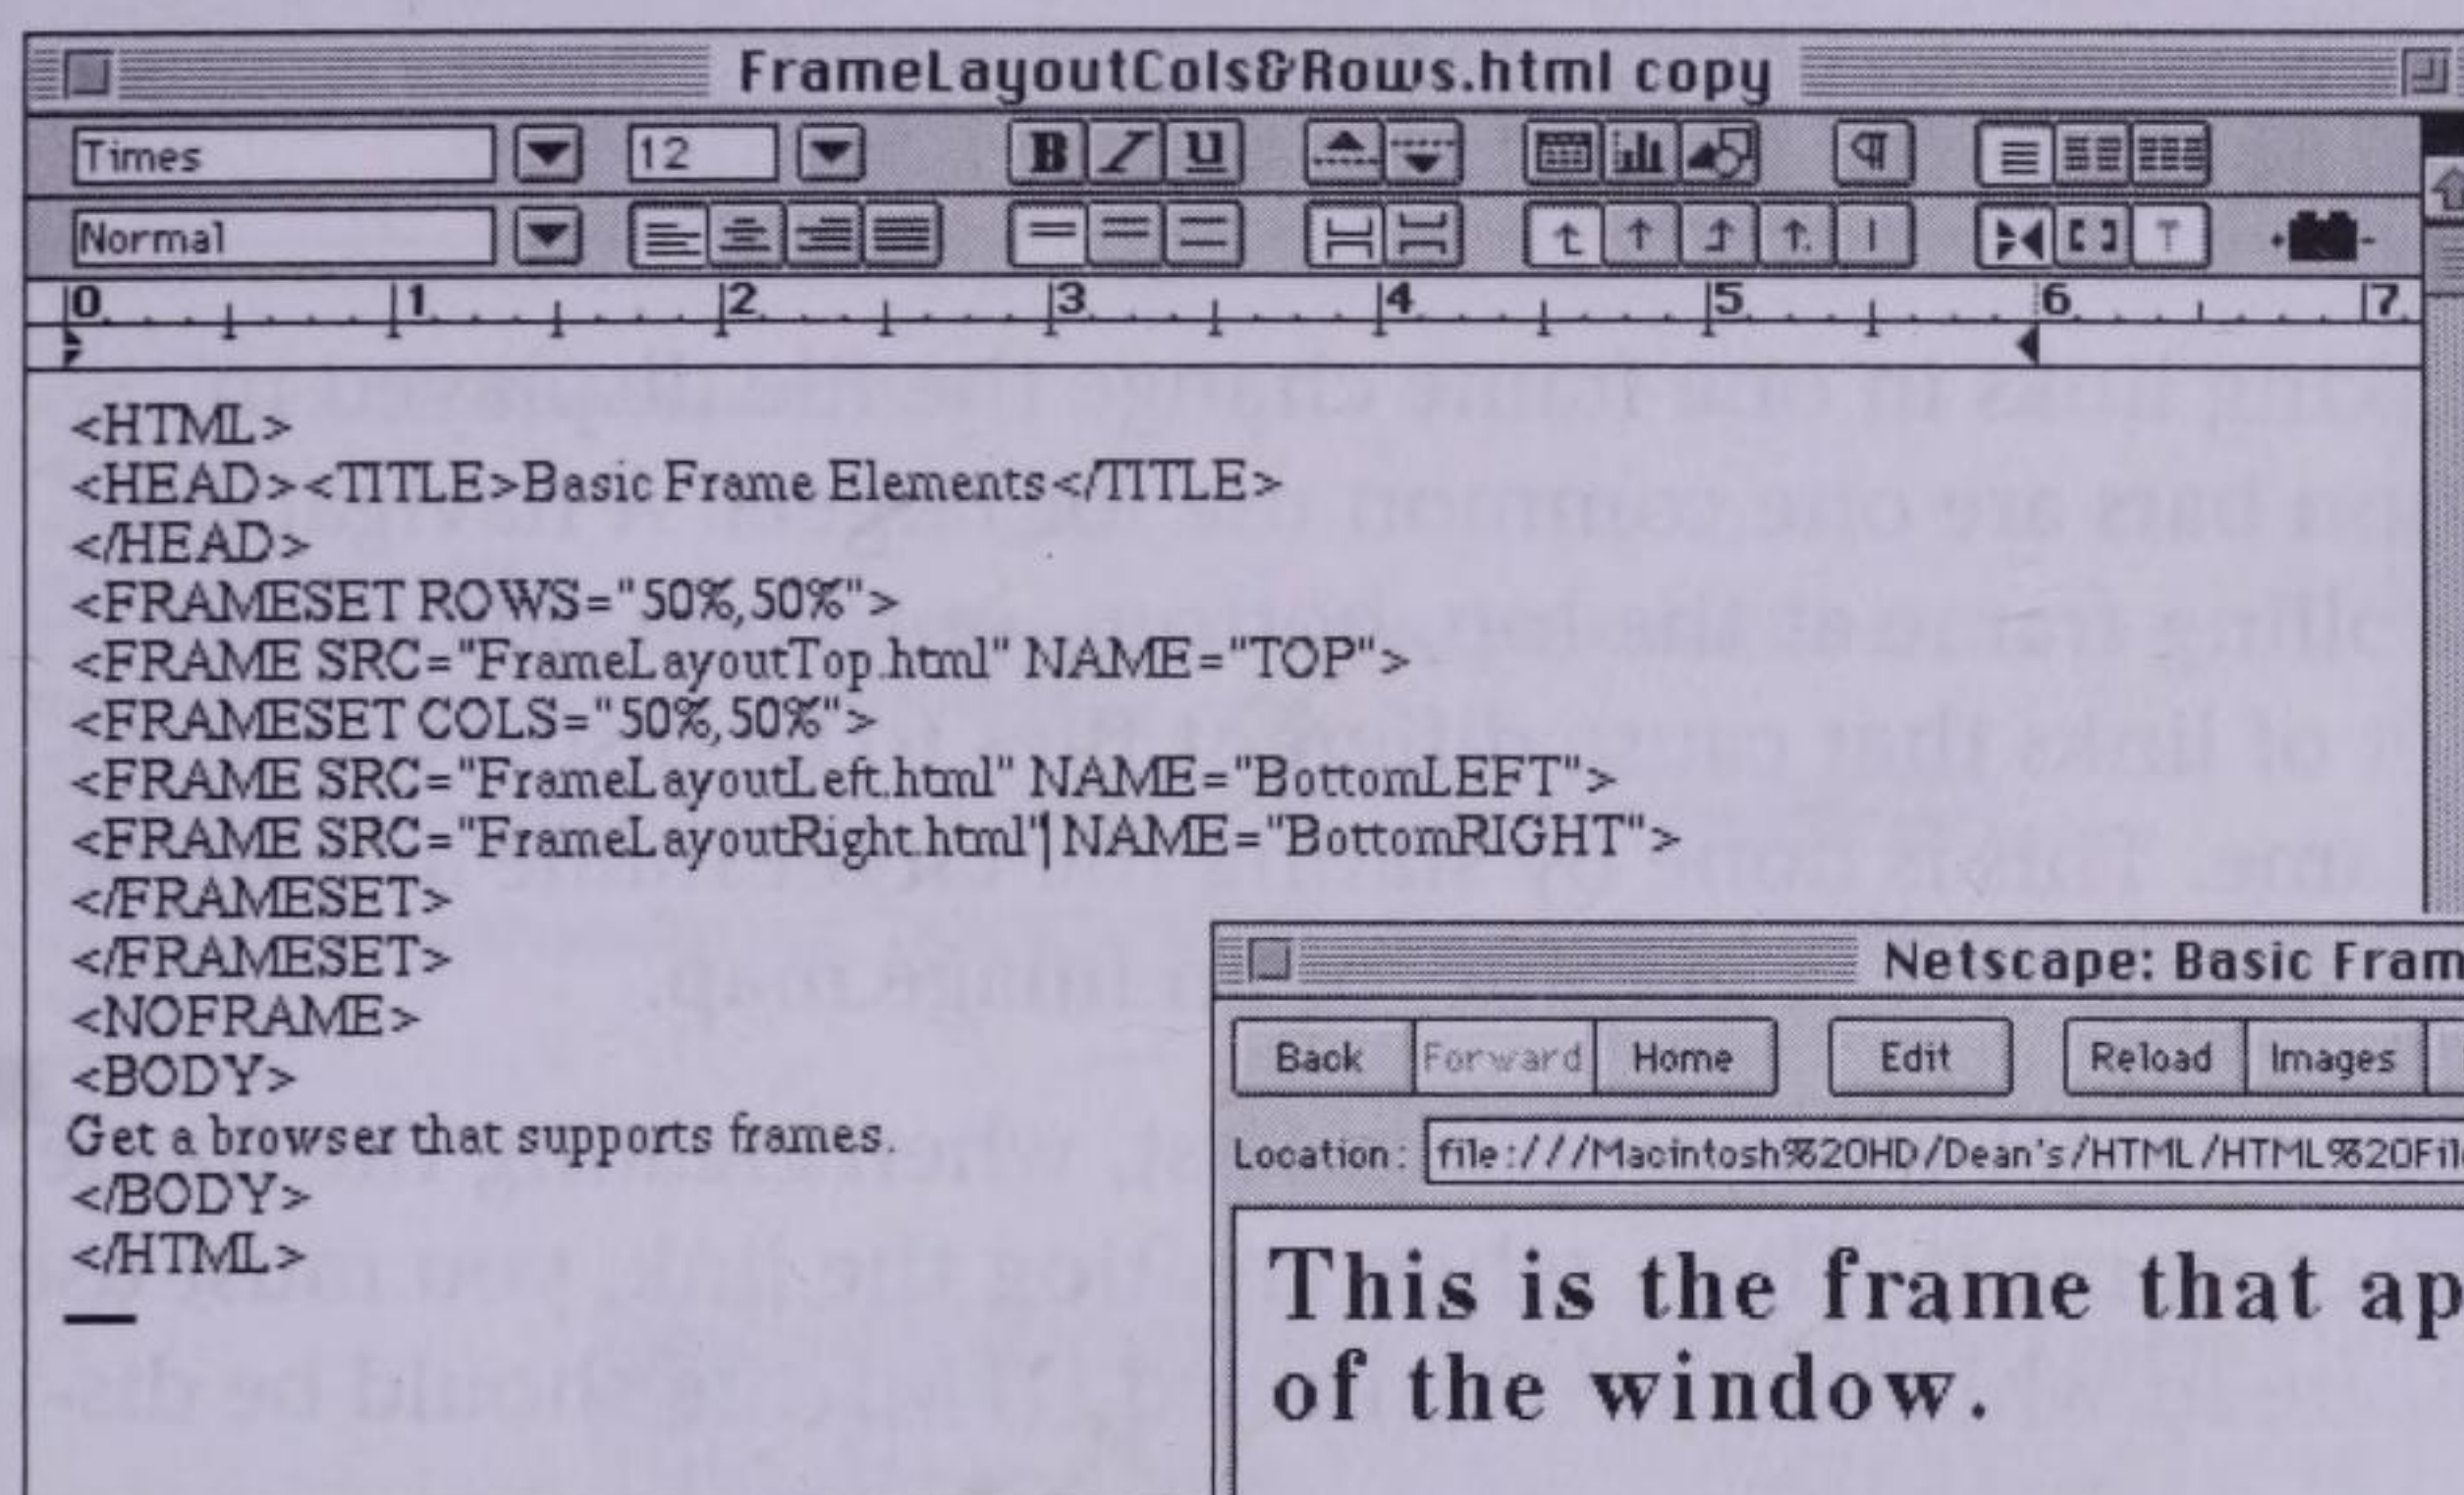 FrameLayoutCols&Rows.html copy
Times 12 B I U ¶
Normal
0 1 2 3 4 5 6 7
<HTML>
<HEAD><TITLE>Basic Frame Elements</TITLE>
</HEAD>
<FRAMESET ROWS="50%,50%">
<FRAME SRC="FrameLayoutTop.html" NAME="TOP">
<FRAMESET COLS="50%,50%">
<FRAME SRC="FrameLayoutLeft.html" NAME="BottomLEFT">
<FRAME SRC="FrameLayoutRight.html" NAME="BottomRIGHT">
</FRAMESET>
</FRAMESET>
<NOFRAME>
<BODY>
Get a browser that supports frames.
</BODY>
</HTML>
Netscape: Basic Fram
Back Forward Home Edit Reload Images
Location: file:///Macintosh%20HD/Dean's/HTML/HTML%20File
This is the frame that ap
of the window.